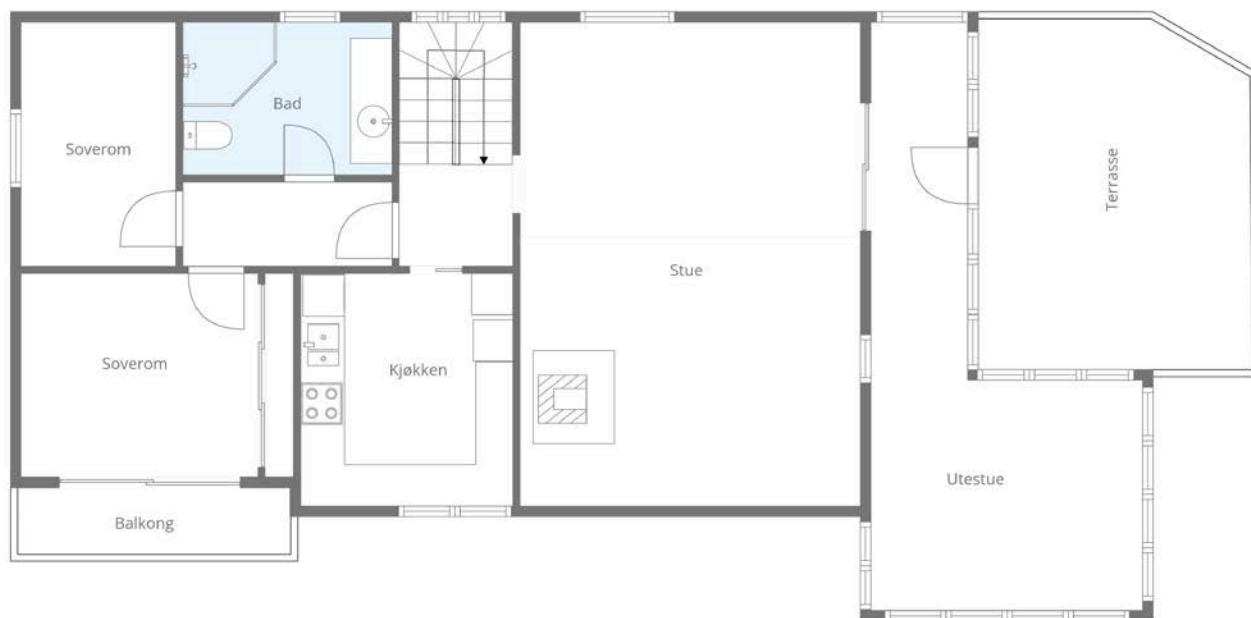 Bad
Soverom
Terrasse
Stue
Soverom
Kjøkken
Utestue
Balkong